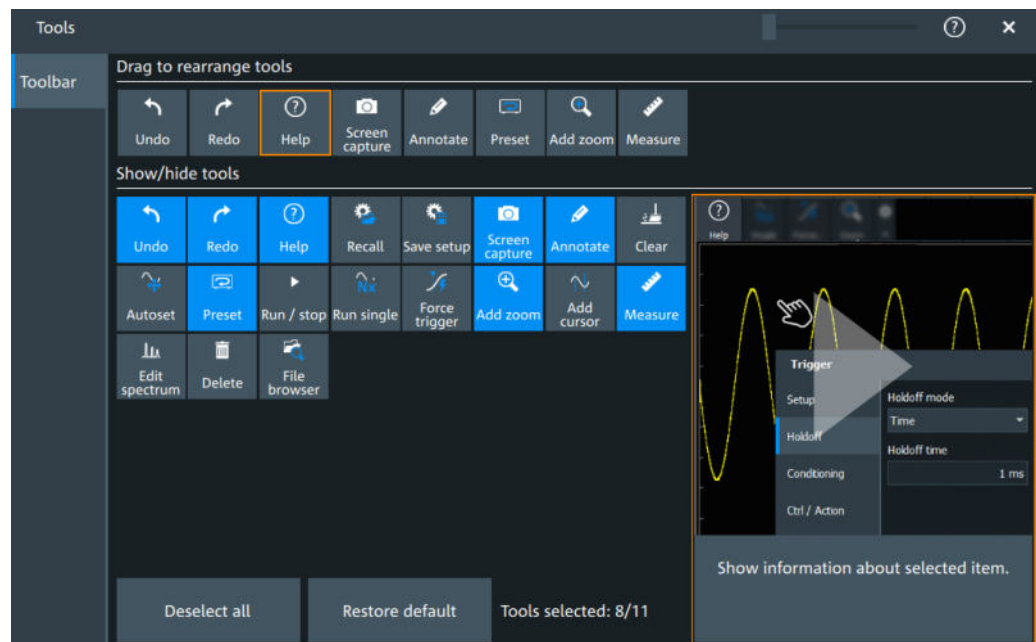 Tools
Toolbar
Drag to rearrange tools
Undo
Redo
Help
Screen
capture
Annotate
Preset
Add zoom
Measure
Show/hide tools
Undo
Redo
Help
Recall
Save setup
Screen
capture
Annotate
Clear
Autoset
Preset
Run / stop
Nx
Run single
Force
trigger
Add zoom
Add
cursor
Measure
Edit
spectrum
Delete
File
browser
Help
Trigger
Setup
Holdoff
Conditioning
Ctrl / Action
Holdoff mode
Time
Holdoff time
1 ms
Show information about selected item.
Deselect all
Restore default
Tools selected: 8/11